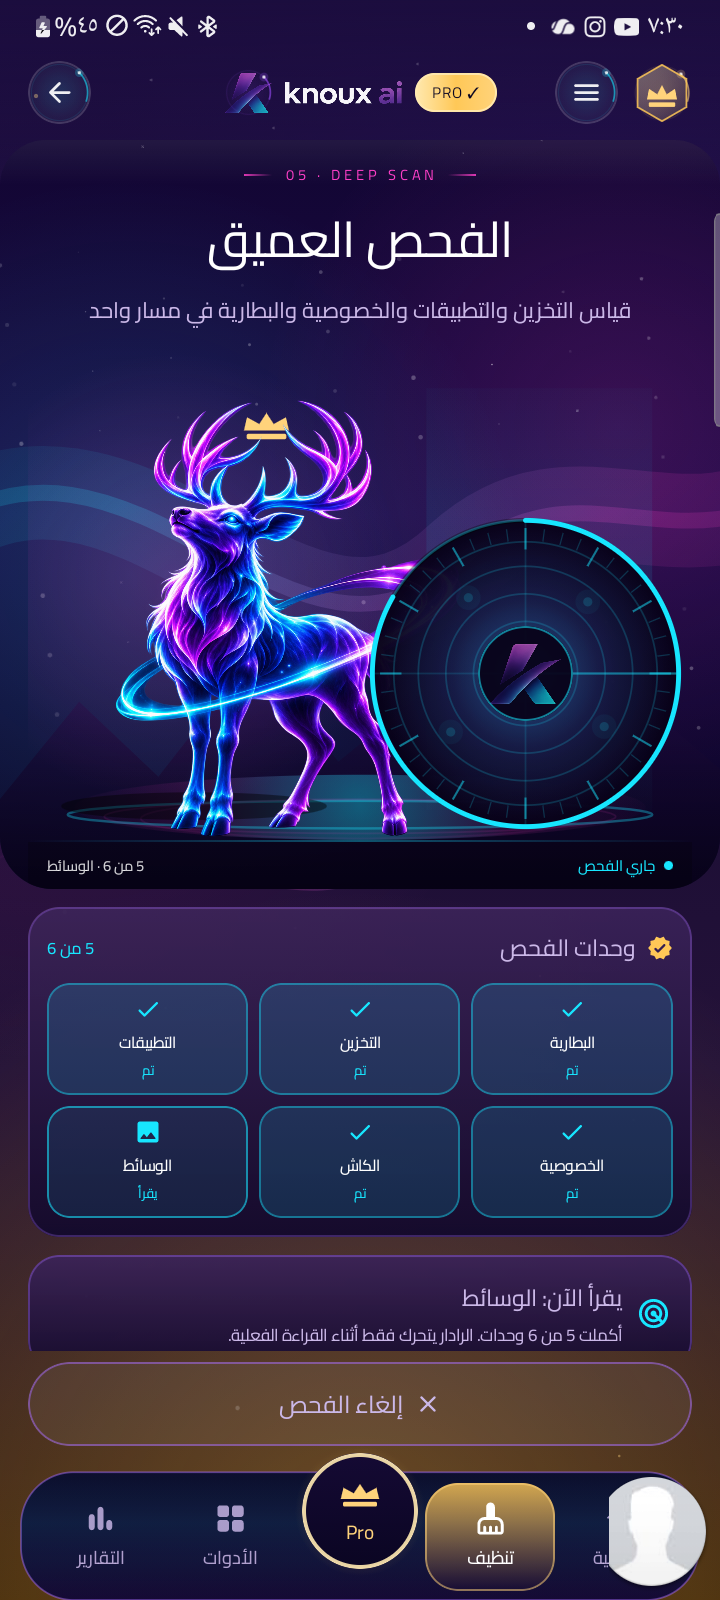 ٧:٣٠
%٤٥
knoux ai
PRO ✓
05 · DEEP SCAN
الفحص العميق
قياس التخزين والتطبيقات والخصوصية والبطارية في مسار واحد
جاري الفحص
5 من 6 · الوسائط
وحدات الفحص
5 من 6
البطارية
تم
التخزين
تم
التطبيقات
تم
الخصوصية
تم
الكاش
تم
الوسائط
يقرأ
يقرأ الآن: الوسائط
أكملت 5 من 6 وحدات. الرادار يتحرك فقط أثناء القراءة الفعلية.
إلغاء الفحص
تنظيف
Pro
الأدوات
التقارير